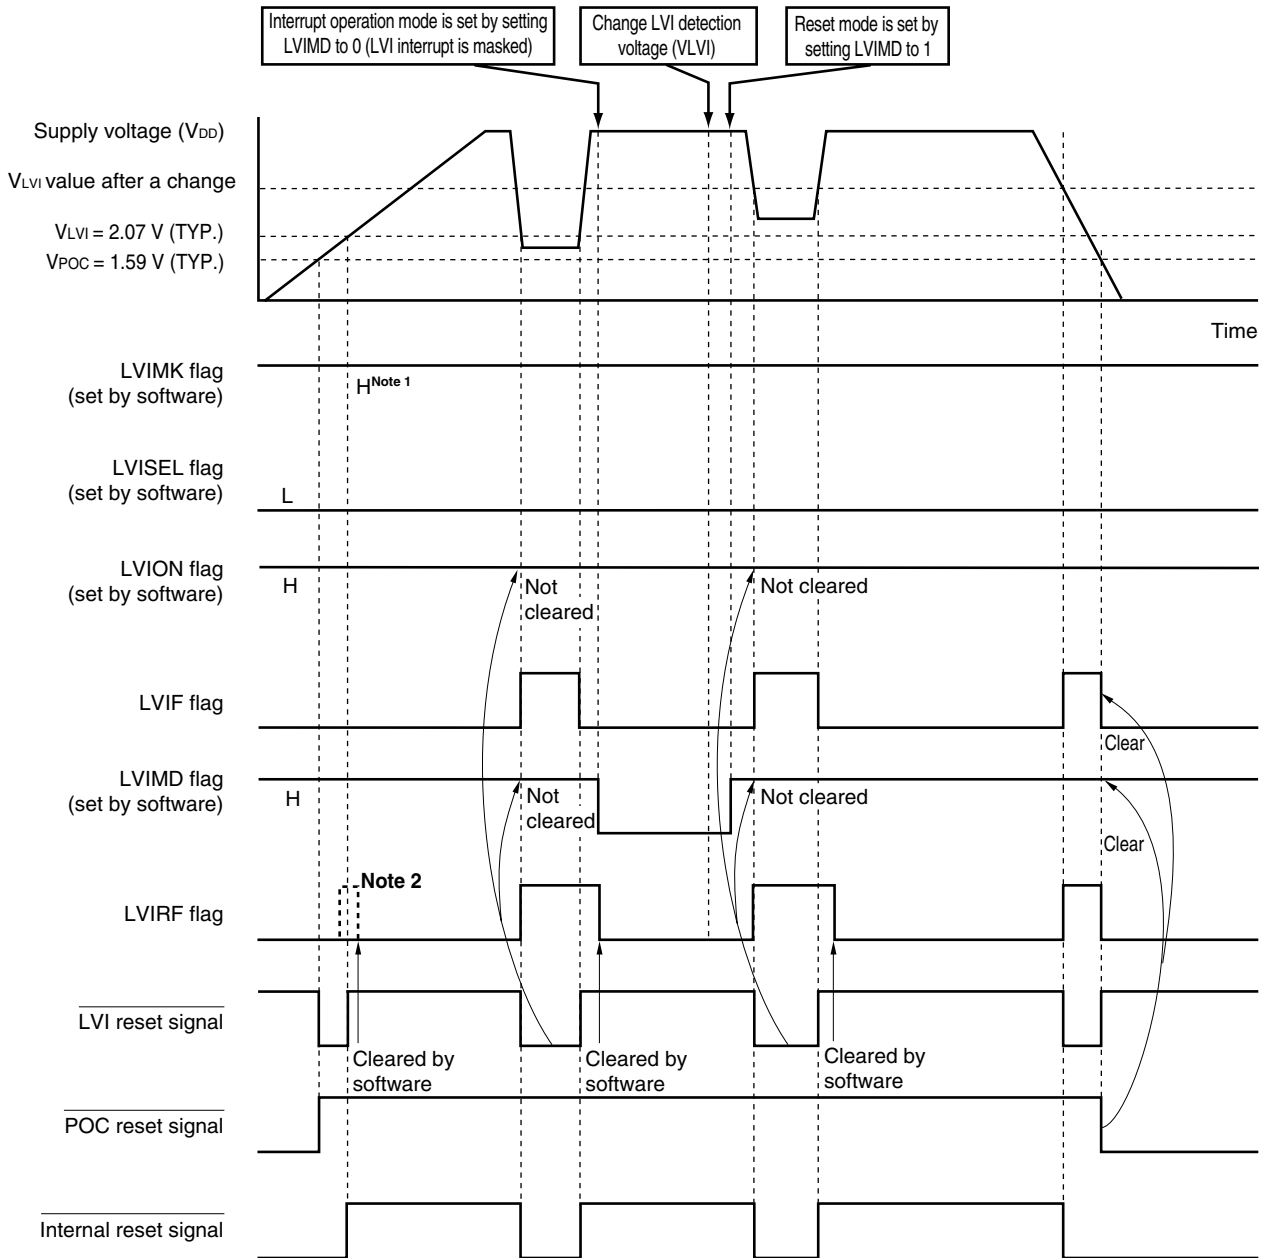 Interrupt operation mode is set by setting
LVIMD to 0 (LVI interrupt is masked)
Change LVI detection
voltage (VLVI)
Reset mode is set by
setting LVIMD to 1
Supply voltage (VDD)
VLVI value after a change
VLVI = 2.07 V (TYP.)
VPOC = 1.59 V (TYP.)
Time
LVIMK flag
(set by software)
H Note 1
LVISEL flag
(set by software)
L
LVION flag
(set by software)
H
Not
cleared
Not cleared
LVIF flag
Clear
LVIMD flag
(set by software)
H
Not
cleared
Not cleared
Clear
Note 2
LVIRF flag
LVI reset signal
Cleared by
software
Cleared by
software
Cleared by
software
POC reset signal
Internal reset signal